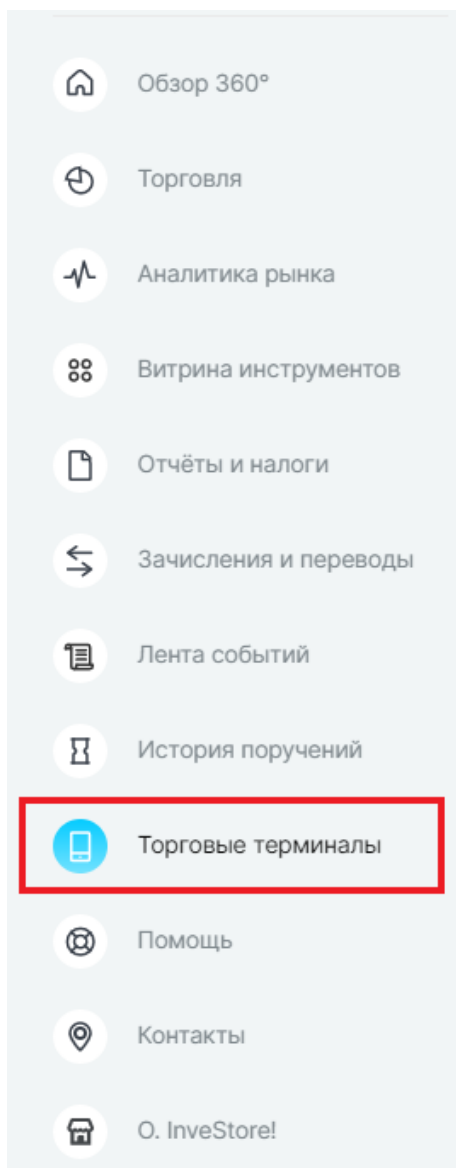 Обзор 360°
Торговля
Аналитика рынка
Витрина инструментов
Отчёты и налоги
Зачисления и переводы
Лента событий
История поручений
Торговые терминалы
Помощь
Контакты
O. InveStore!